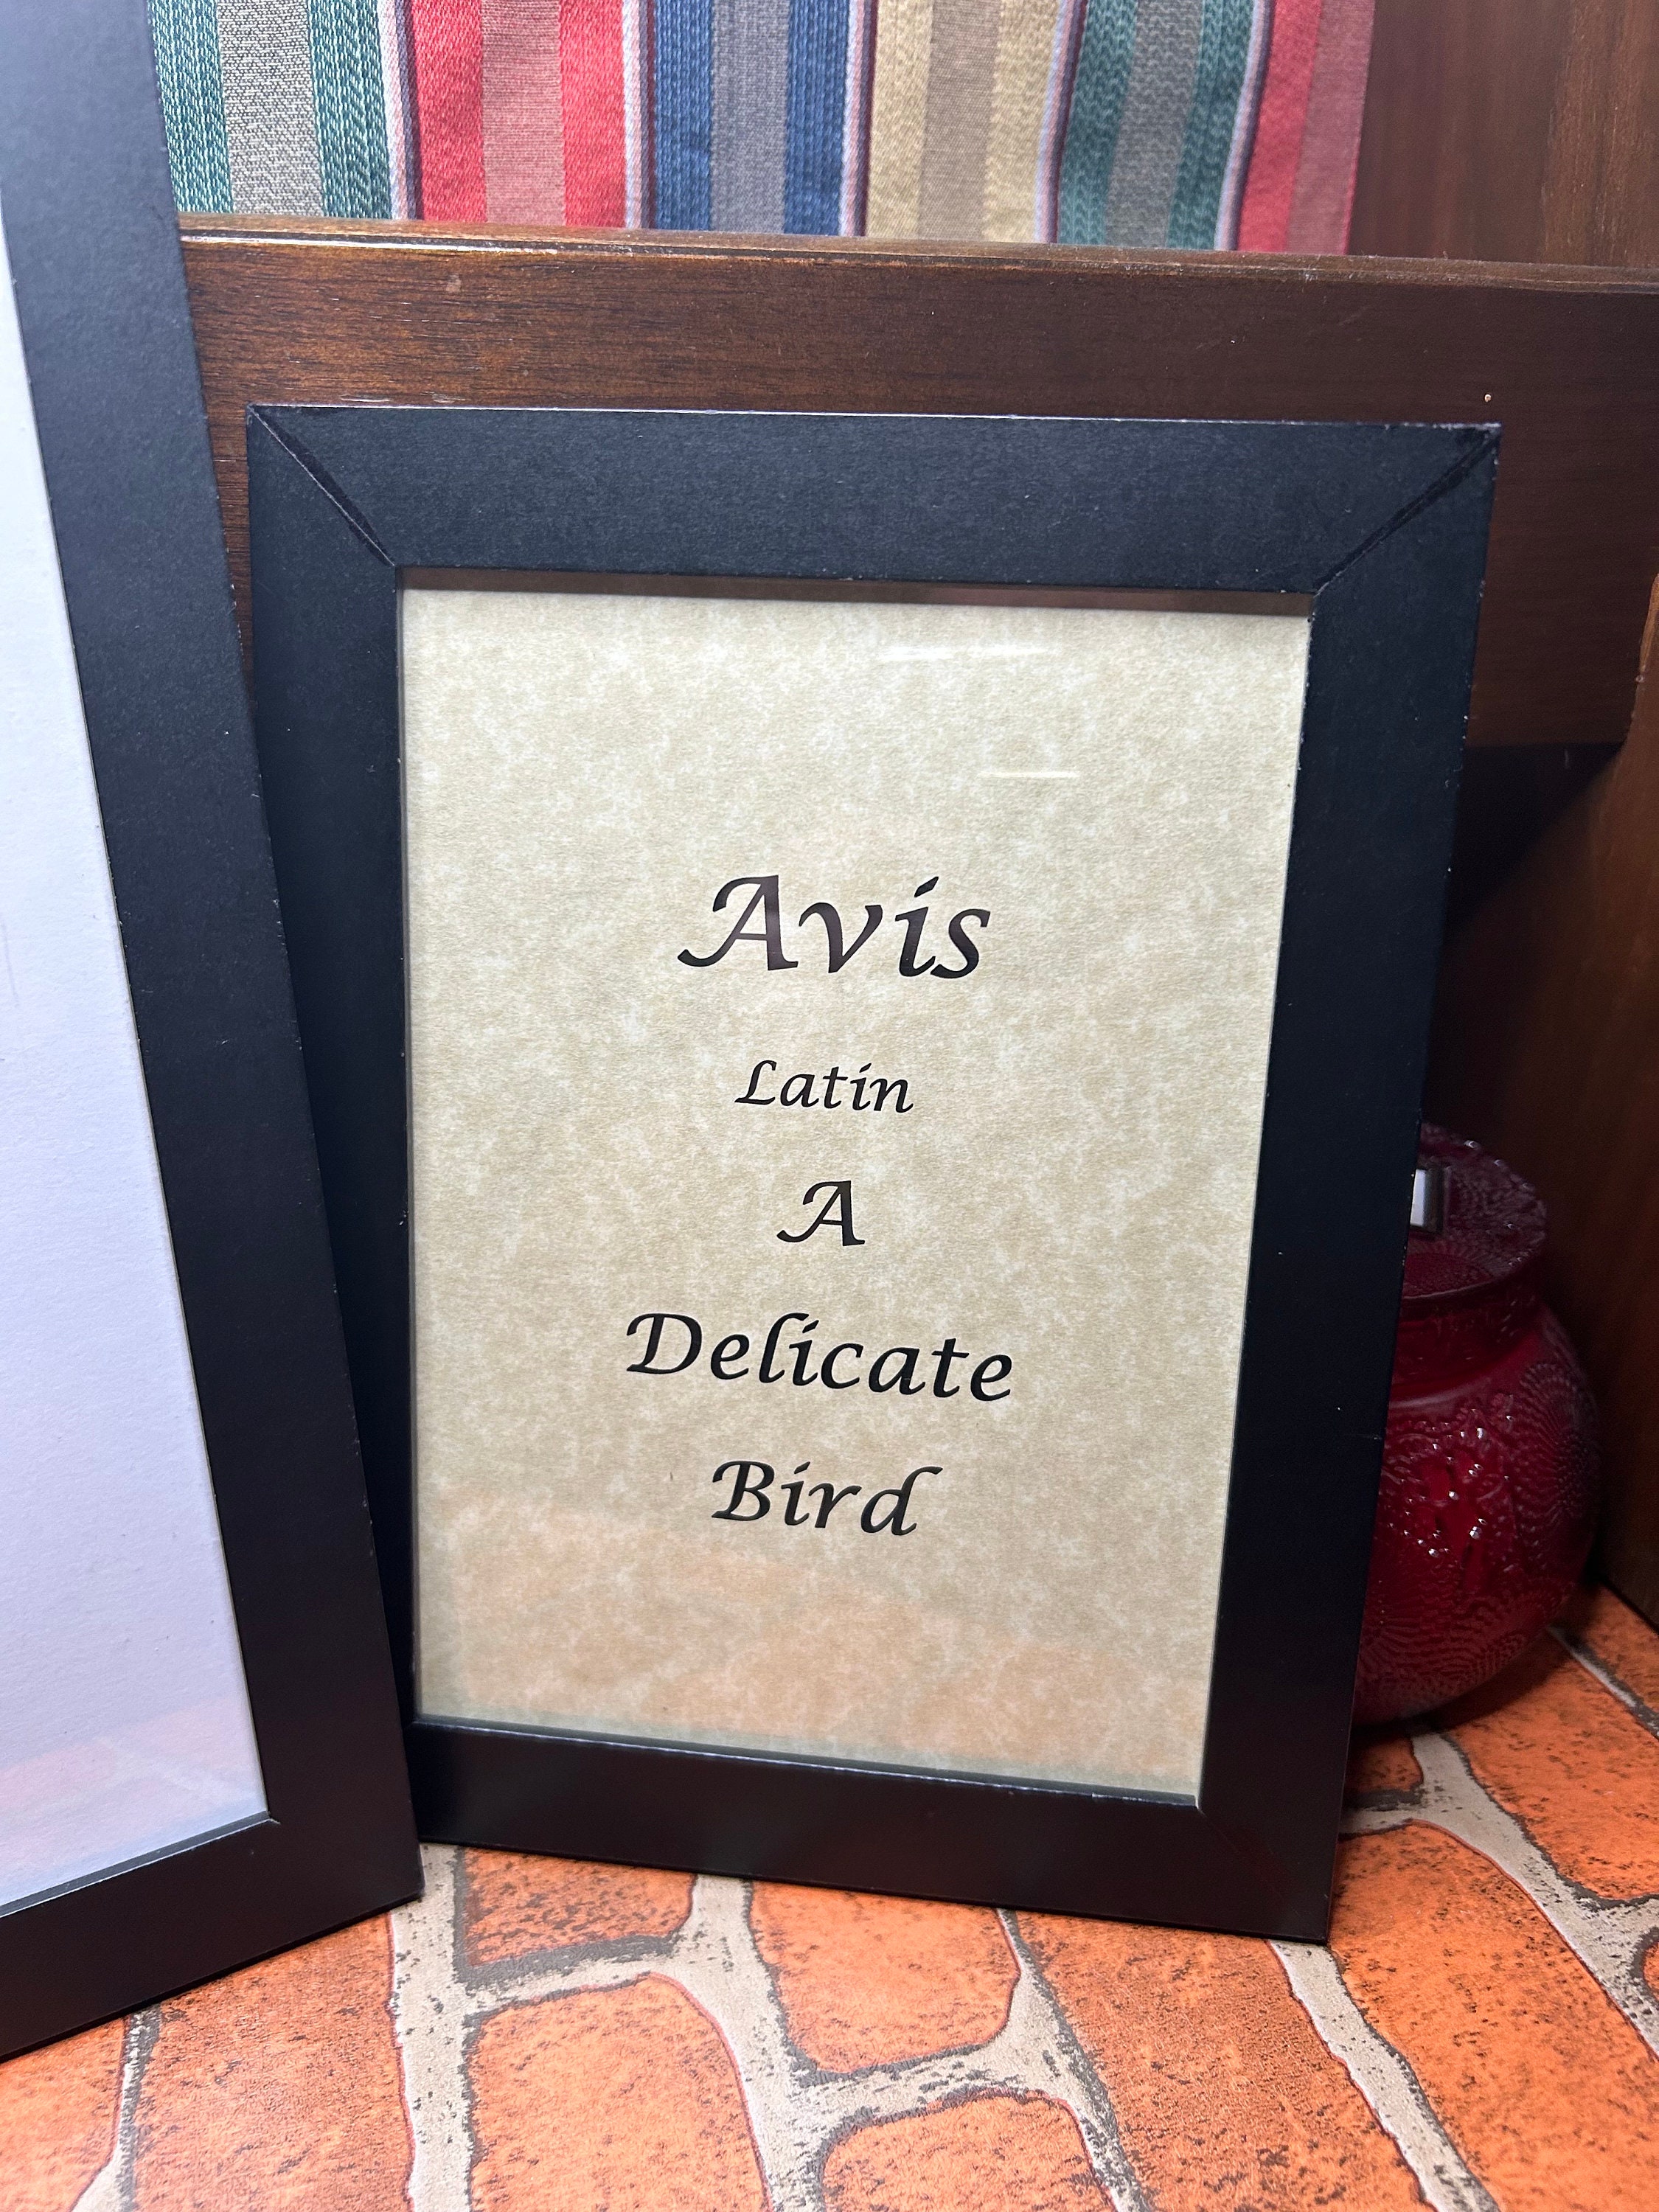 Avis
Latin
A
Delicate
Bird